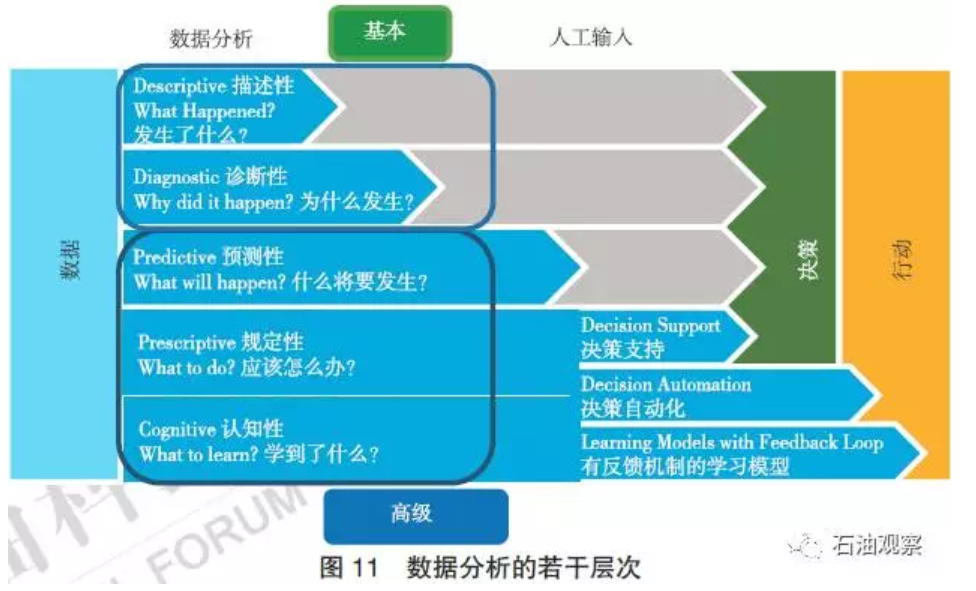 数据分析
基本
人工输入
数据
Descriptive 描述性
What Happened?
发生了什么?
Diagnostic 诊断性
Why did it happen? 为什么发生?
Predictive 预测性
What will happen? 什么将要发生?
Prescriptive 规定性
What to do? 应该怎么办?
Cognitive 认知性
What to learn? 学到了什么?
Decision Support
决策支持
Decision Automation
决策自动化
Learning Models with Feedback Loop
有反馈机制的学习模型
决策
行动
高级
FORUM
石油观察
图 11 数据分析的若干层次